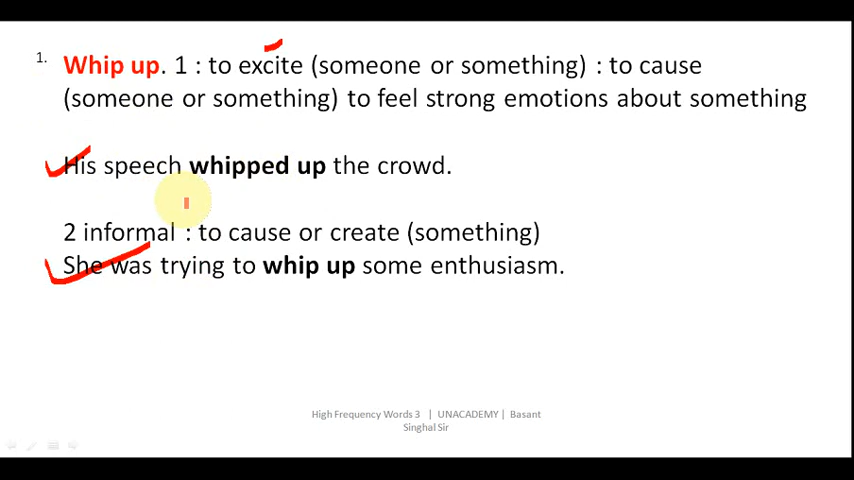 1. Whip up. 1 : to excite (someone or something) : to cause
(someone or something) to feel strong emotions about something
His speech whipped up the crowd.
2 informal : to cause or create (something)
She was trying to whip up some enthusiasm.
High Frequency Words 3 | UNACADEMY | Basant
Singhal Sir